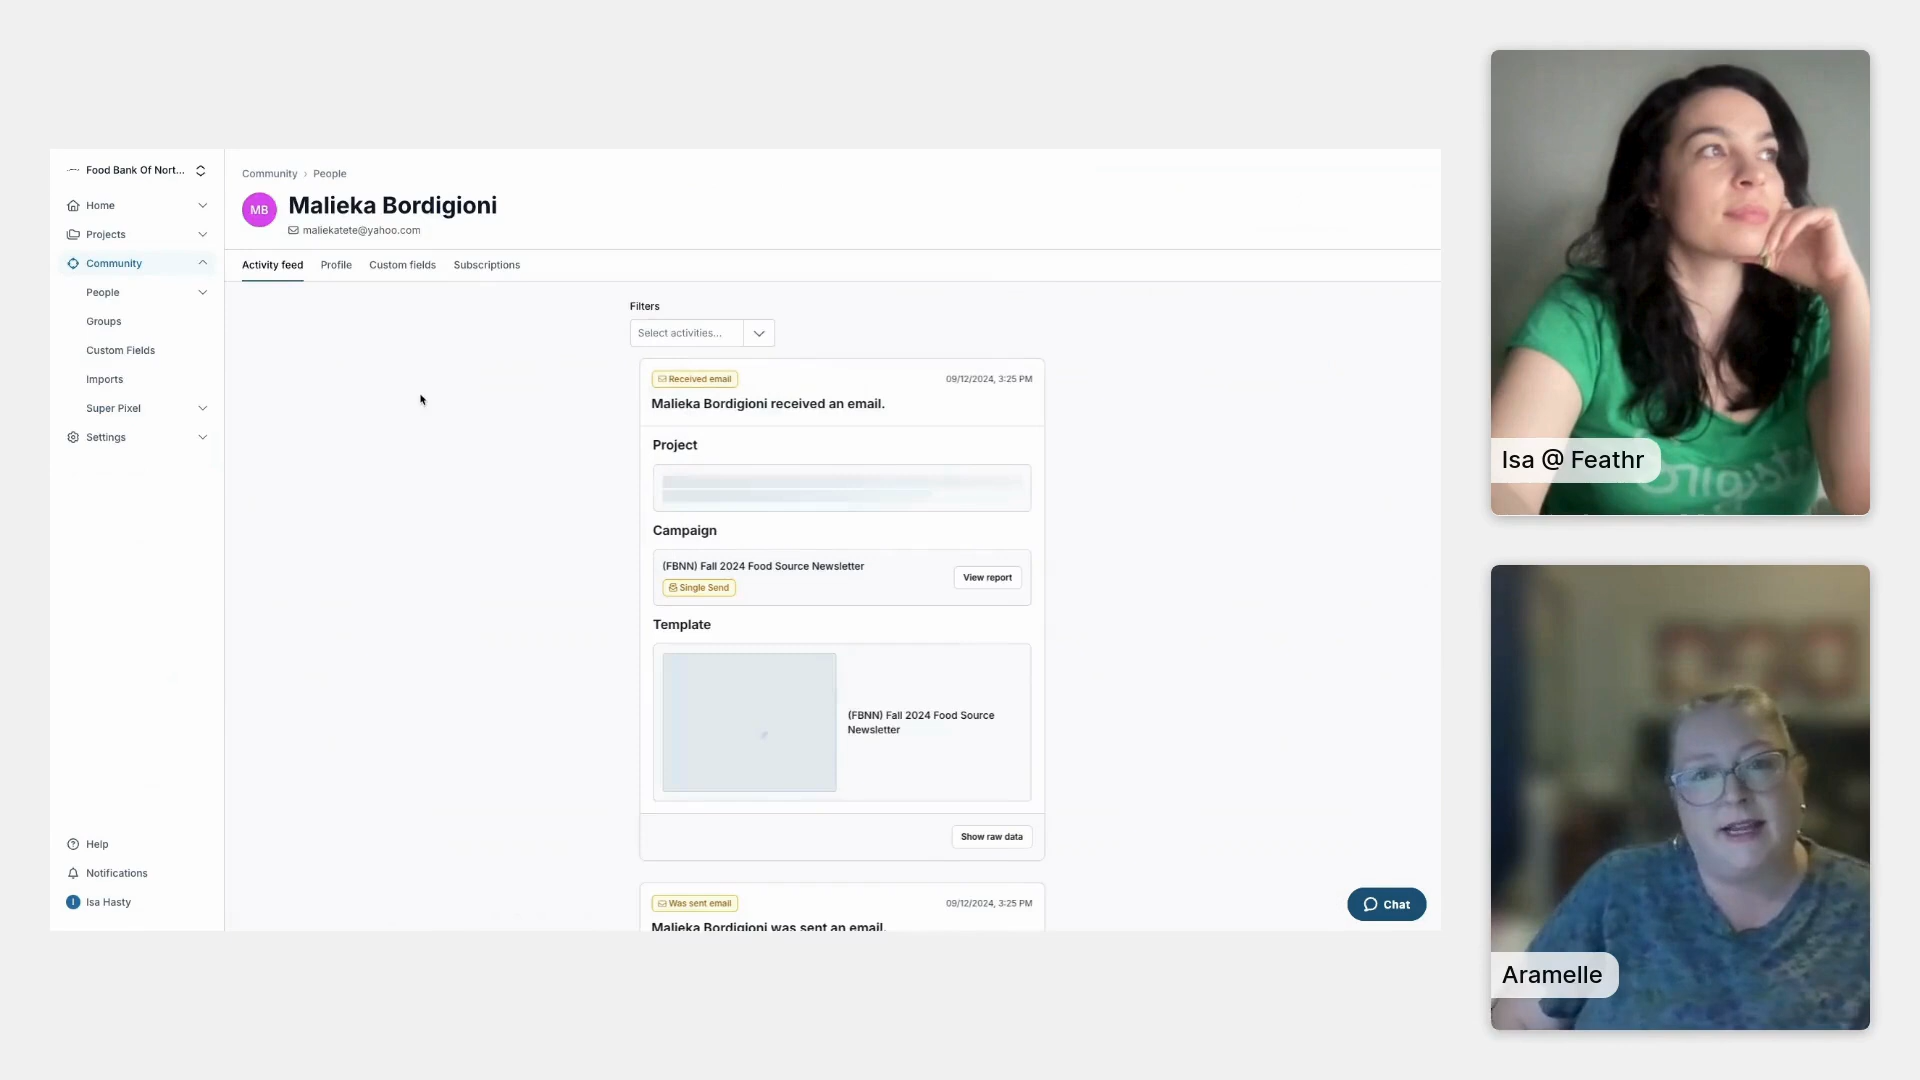 Food Bank Of Nort...
Home
Projects
Community
People
Groups
Custom Fields
Imports
Super Pixel
Settings
Help
Notifications
I
Isa Hasty
Community › People
MB
Malieka Bordigioni
maliekatete@yahoo.com
Activity feed
Profile
Custom fields
Subscriptions
Filters
Select activities...
Received email
09/12/2024, 3:25 PM
Malieka Bordigioni received an email.
Project
Campaign
(FBNN) Fall 2024 Food Source Newsletter
Single Send
View report
Template
(FBNN) Fall 2024 Food Source
Newsletter
Show raw data
Was sent email
09/12/2024, 3:25 PM
Malieka Bordigioni was sent an email.
Chat
Isa @ Feathr
Aramelle